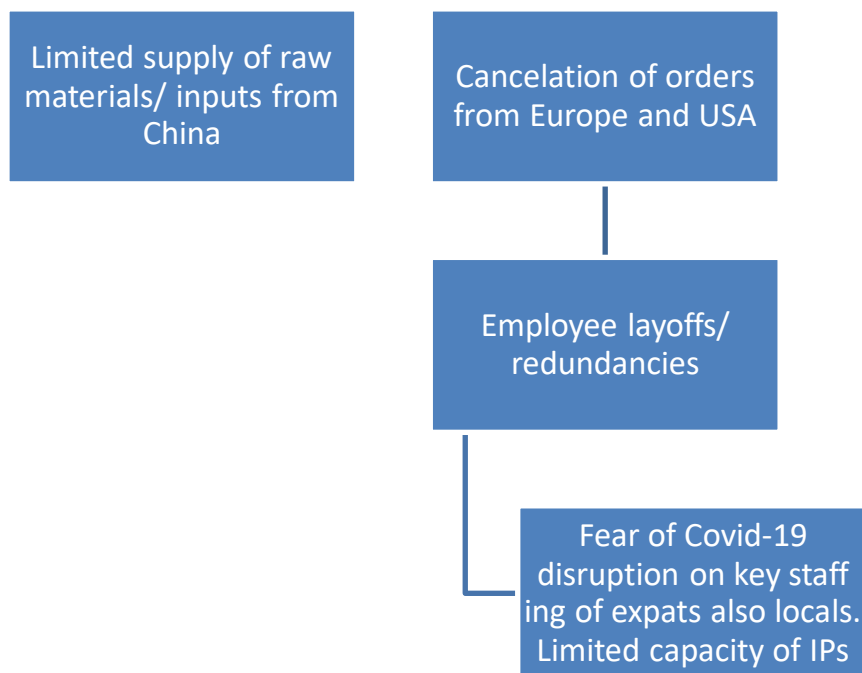 Limited supply of raw
materials/ inputs from
China
Cancelation of orders
from Europe and USA
Employee layoffs/
redundancies
Fear of Covid-19
disruption on key staff
ing of expats also locals.
Limited capacity of IPs